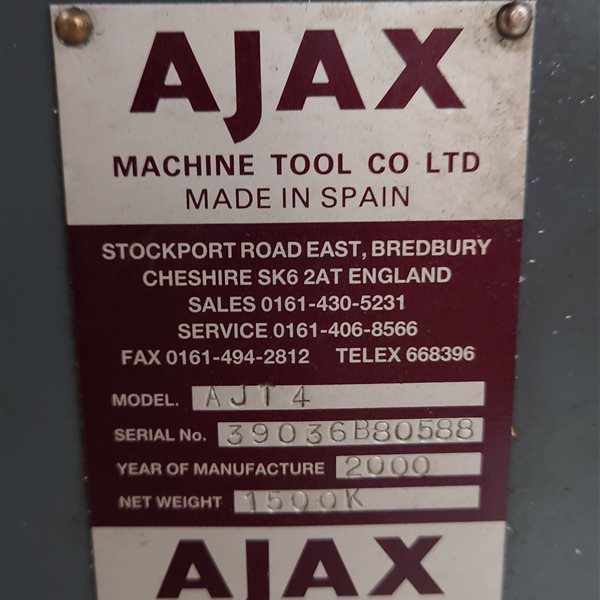 AJAX
MACHINE TOOL CO LTD
MADE IN SPAIN
STOCKPORT ROAD EAST, BREDBURY
CHESHIRE SK6 2AT ENGLAND
SALES 0161-430-5231
SERVICE 0161-406-8566
FAX 0161-494-2812 TELEX 668396
MODEL. AJT4
SERIAL No. 39036B80588
YEAR OF MANUFACTURE 2000
NET WEIGHT 1500K
AJAX